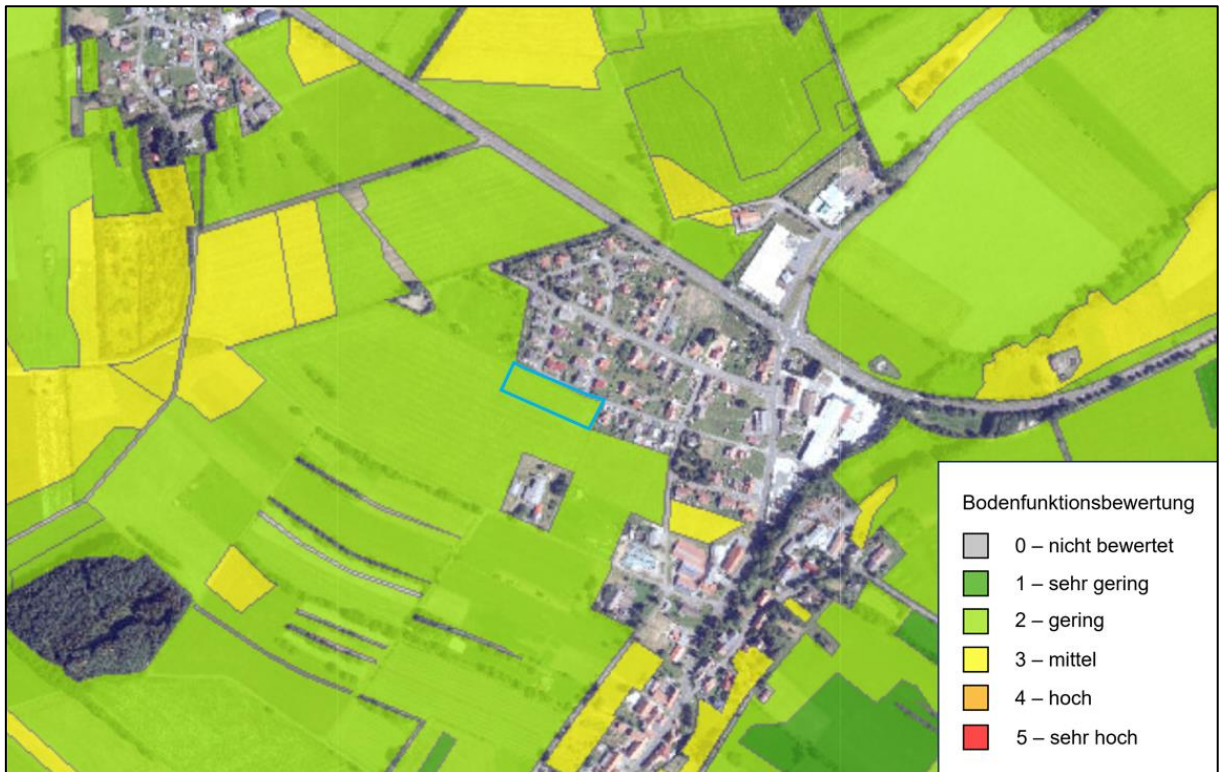 Bodenfunktionsbewertung
0 – nicht bewertet
1 – sehr gering
2 – gering
3 – mittel
4 – hoch
5 – sehr hoch